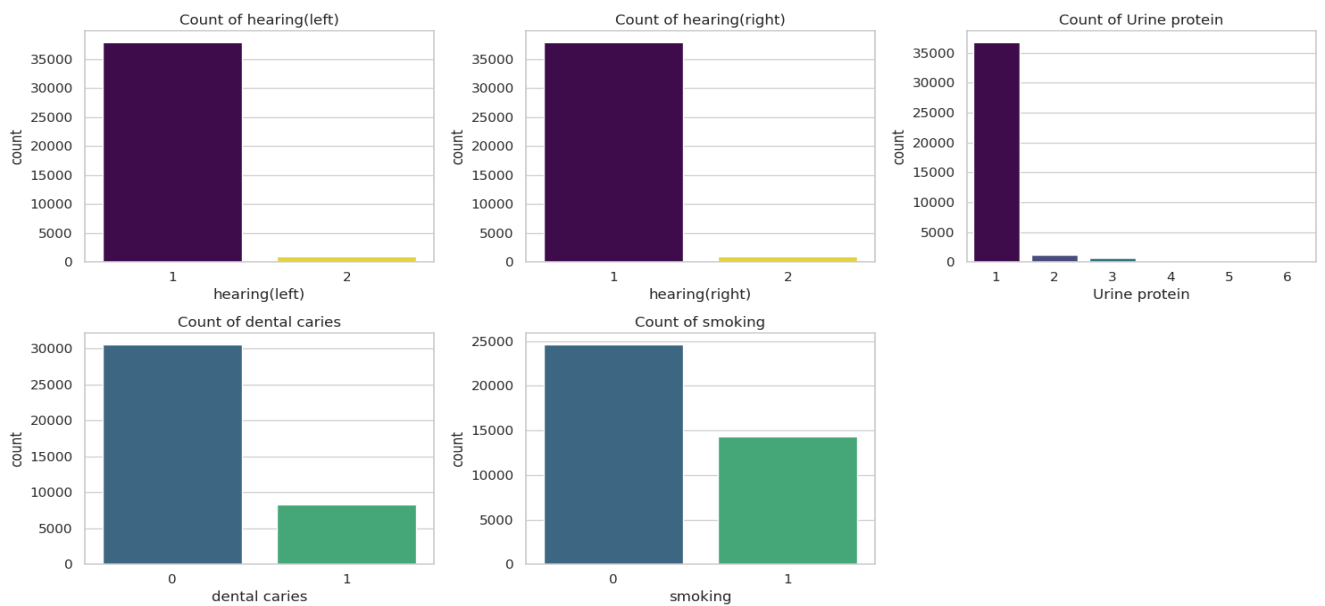 Count of hearing(left)
count
35000
30000
25000
20000
15000
10000
5000
0
1 2
hearing(left)
Count of hearing(right)
count
35000
30000
25000
20000
15000
10000
5000
0
1 2
hearing(right)
Count of Urine protein
count
35000
30000
25000
20000
15000
10000
5000
0
1 2 3 4 5 6
Urine protein
Count of dental caries
count
30000
25000
20000
15000
10000
5000
0
0 1
dental caries
Count of smoking
count
25000
20000
15000
10000
5000
0
0 1
smoking